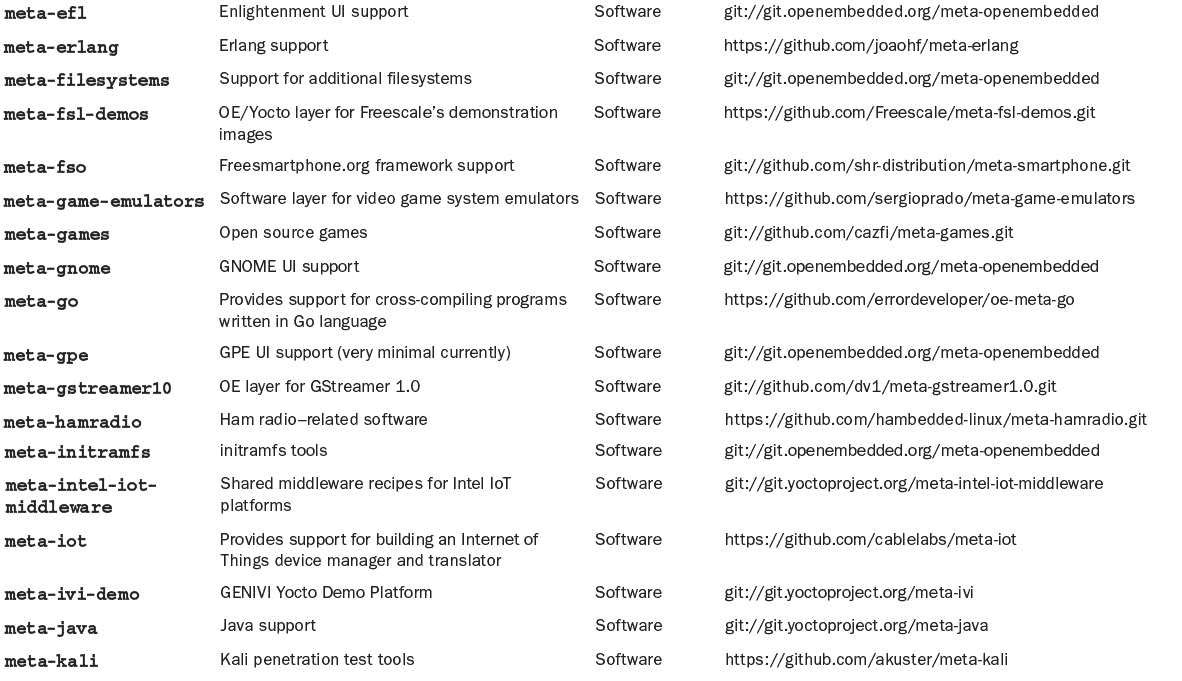 meta-efl Enlightenment UI support Software git://git.openembedded.org/meta-openembedded
meta-erlang Erlang support Software https://github.com/joaohf/meta-erlang
meta-filesystems Support for additional filesystems Software git://git.openembedded.org/meta-openembedded
meta-fsl-demos OE/Yocto layer for Freescale's demonstration Software https://github.com/Freescale/meta-fsl-demos.git
images
meta-fso Freesmartphone.org framework support Software git://github.com/shr-distribution/meta-smartphone.git
meta-game-emulators Software layer for video game system emulators Software https://github.com/sergioprado/meta-game-emulators
meta-games Open source games Software git://github.com/cazfi/meta-games.git
meta-gnome GNOME UI support Software git://git.openembedded.org/meta-openembedded
meta-go Provides support for cross-compiling programs Software https://github.com/errordeveloper/oe-meta-go
written in Go language
meta-gpe GPE UI support (very minimal currently) Software git://git.openembedded.org/meta-openembedded
meta-gstreamer10 OE layer for GStreamer 1.0 Software git://github.com/dv1/meta-gstreamer1.0.git
meta-hamradio Ham radio–related software Software https://github.com/hambedded-linux/meta-hamradio.git
meta-initramfs initramfs tools Software git://git.openembedded.org/meta-openembedded
meta-intel-iot- Shared middleware recipes for Intel IoT Software git://git.yoctoproject.org/meta-intel-iot-middleware
middleware platforms
meta-iot Provides support for building an Internet of Software https://github.com/cablelabs/meta-iot
Things device manager and translator
meta-ivi-demo GENIVI Yocto Demo Platform Software git://git.yoctoproject.org/meta-ivi
meta-java Java support Software git://git.yoctoproject.org/meta-java
meta-kali Kali penetration test tools Software https://github.com/akuster/meta-kali